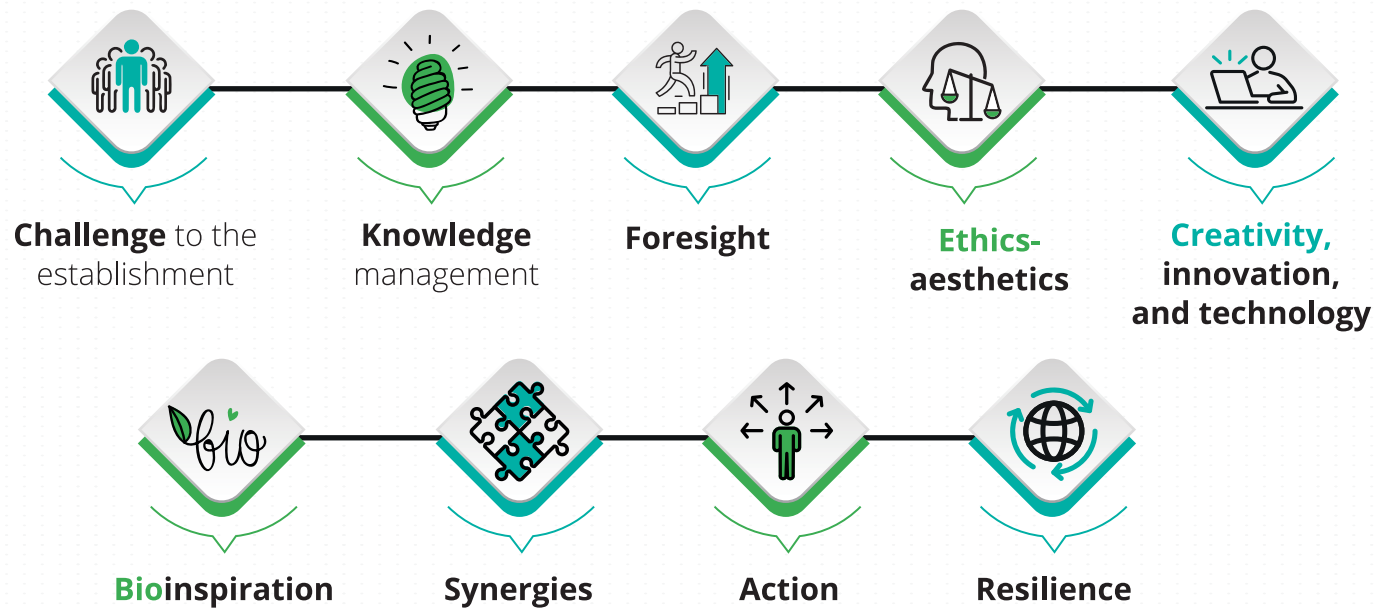 Challenge to the
establishment
Knowledge
management
Foresight
Ethics-
aesthetics
Creativity,
innovation,
and technology
bio
Bioinspiration
Synergies
Action
Resilience